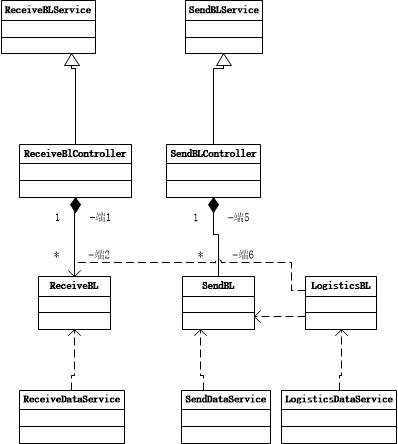 ReceiveBLService SendBLService
ReceiveBlController SendBLController
1 -端1 1 -端5
* -端2 * -端6
ReceiveBL SendBL LogisticsBL
ReceiveDataService SendDataService LogisticsDataService